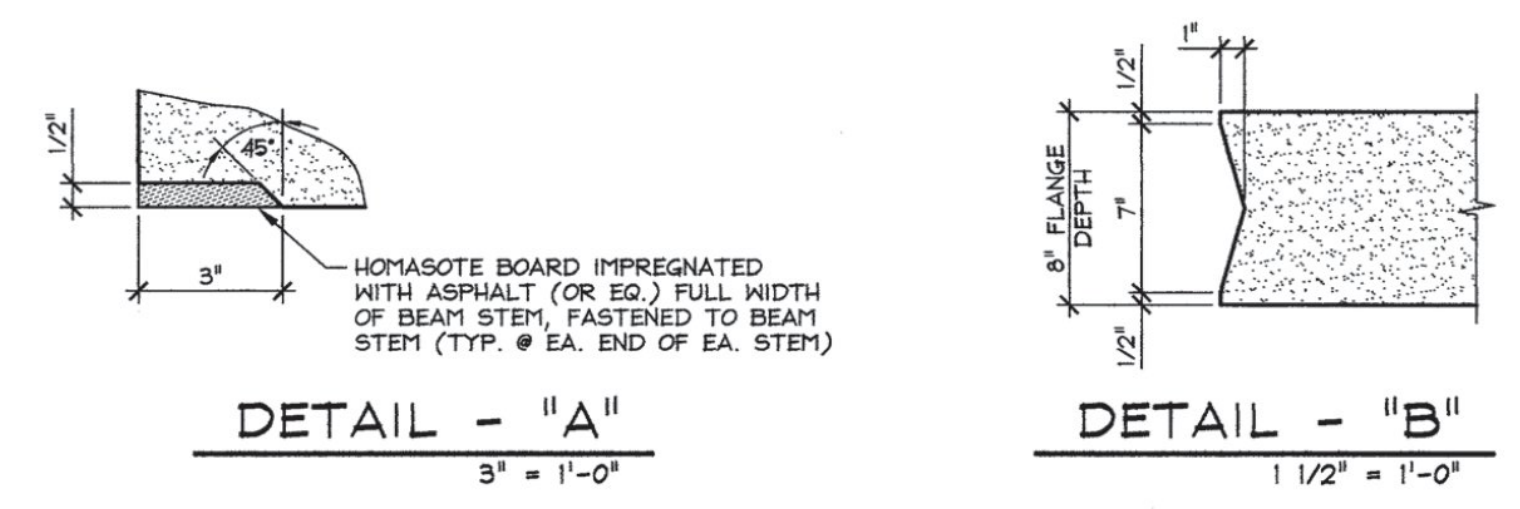 1/2"
45°
3"
HOMASOTE BOARD IMPREGNATED
WITH ASPHALT (OR EQ.) FULL WIDTH
OF BEAM STEM, FASTENED TO BEAM
STEM (TYP. @ EA. END OF EA. STEM)
DETAIL - "A"
3" = 1'-0"
1"
1/2"
8" FLANGE
DEPTH
7"
1/2"
DETAIL - "B"
1 1/2" = 1'-0"